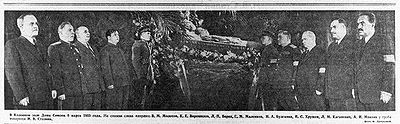 В Колонном зале Дома Союзов 6 марта 1953 года. На снимке слева направо: В. М. Молотов, К. Е. Ворошилов, Л. П. Берия, Г. М. Маленков, Н. А. Булганин, Н. С. Хрущев, Л. М. Каганович, А. И. Микоян у гроба
товарища И. В. Сталина.